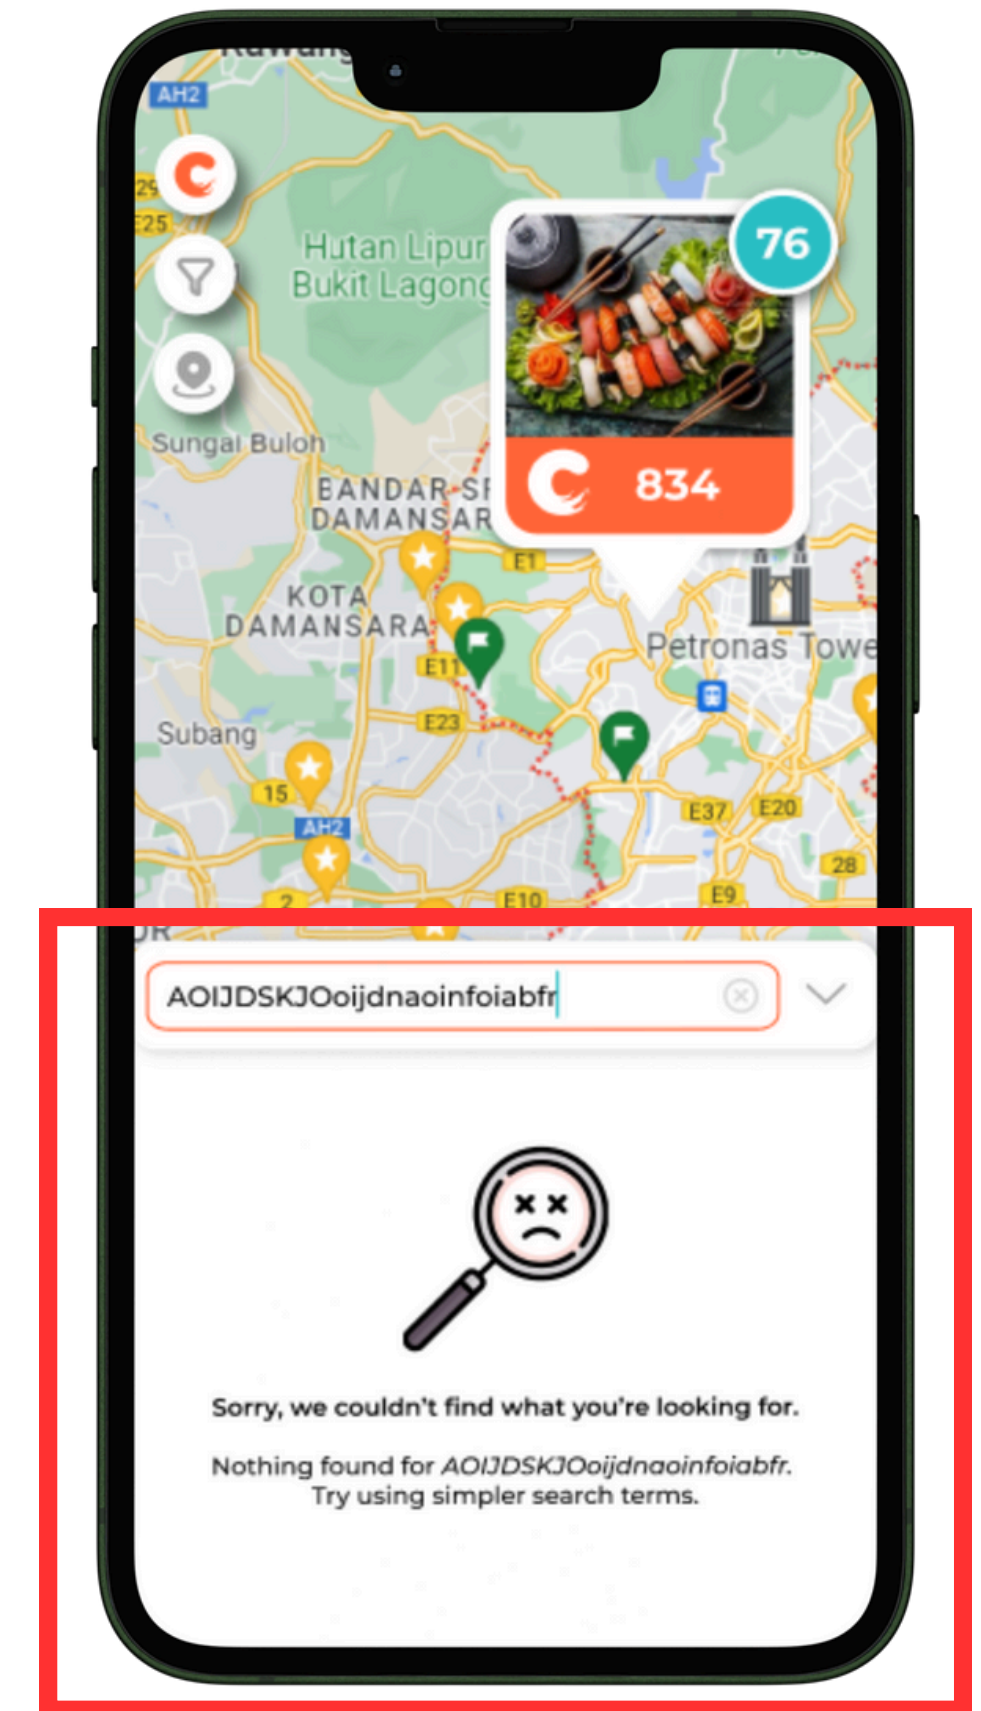 AH2
E25
Hutan Lipur
Bukit Lagong
76
Sungai Buloh
834
BANDAR
DAMANSAR
E1
KOTA
DAMANSARA
E11
Petronas Towe
E23
Subang
15
AH2
E37
E20
28
2
E10
E9
AOIJDSKJOoijdnaoinfoiabfr
Sorry, we couldn't find what you're looking for.
Nothing found for AOIJDSKJOoijdnaoinfoiabfr.
Try using simpler search terms.